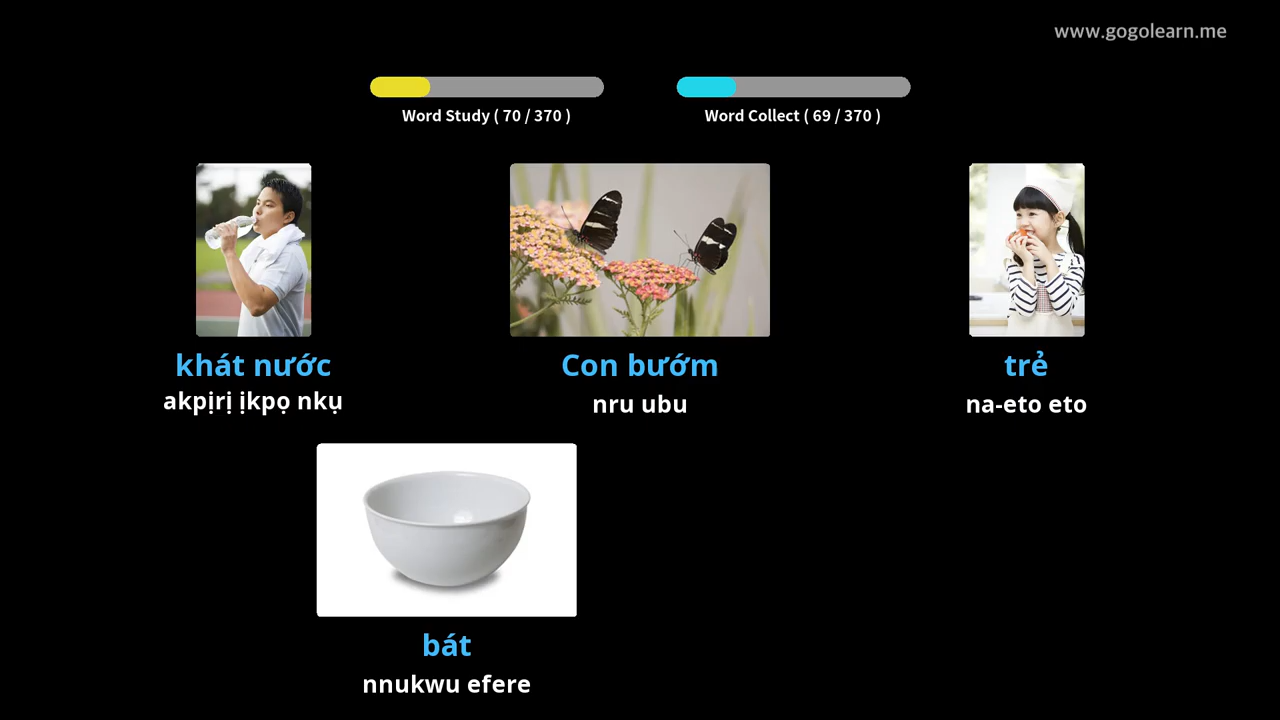 www.gogolearn.me
Word Study ( 70 / 370 )
Word Collect ( 69 / 370 )
khát nước
akpịrị ịkpọ nkụ
Con bướm
nru ubu
trẻ
na-eto eto
bát
nnukwu efere